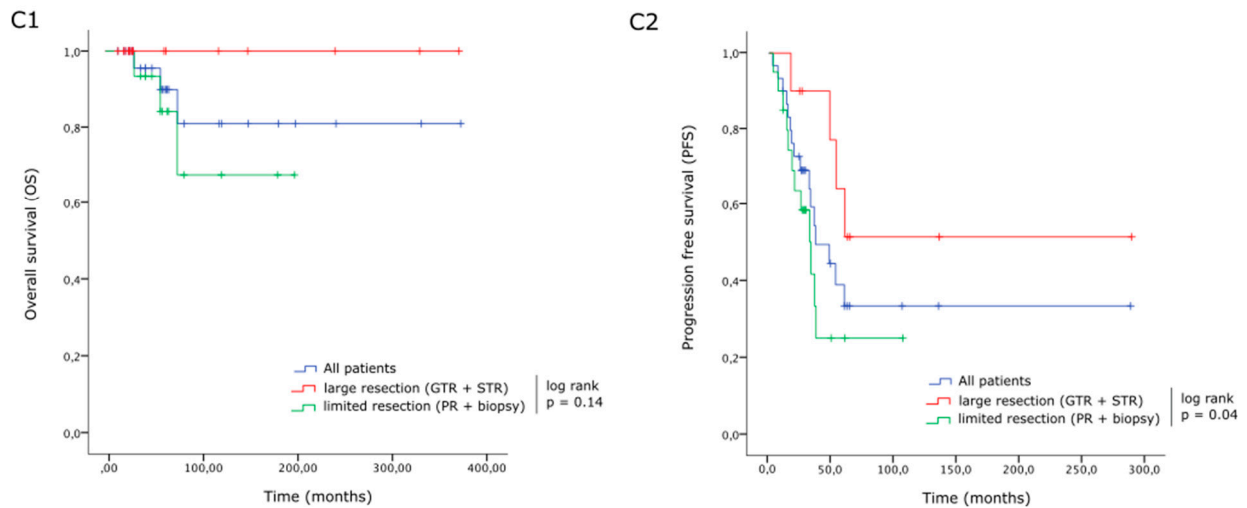 C1
Overall survival (OS)
1,0
0,8
0,6
0,4
0,2
0,0
All patients
large resection (GTR + STR)
limited resection (PR + biopsy)
log rank
p = 0.14
,00
100,00
200,00
300,00
400,00
Time (months)
C2
Progression free survival (PFS)
1,0
0,8
0,6
0,4
0,2
0,0
All patients
large resection (GTR + STR)
limited resection (PR + biopsy)
log rank
p = 0.04
0,0
50,0
100,0
150,0
200,0
250,0
300,0
Time (months)